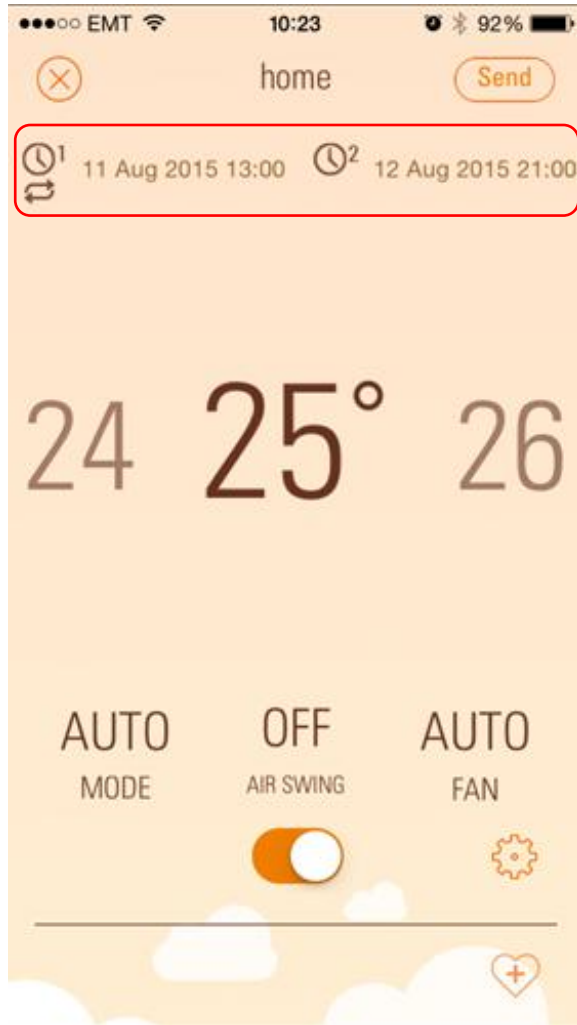 EMT 10:23 92%
home Send
1 11 Aug 2015 13:00 2 12 Aug 2015 21:00
24 25° 26
AUTO OFF AUTO
MODE AIR SWING FAN